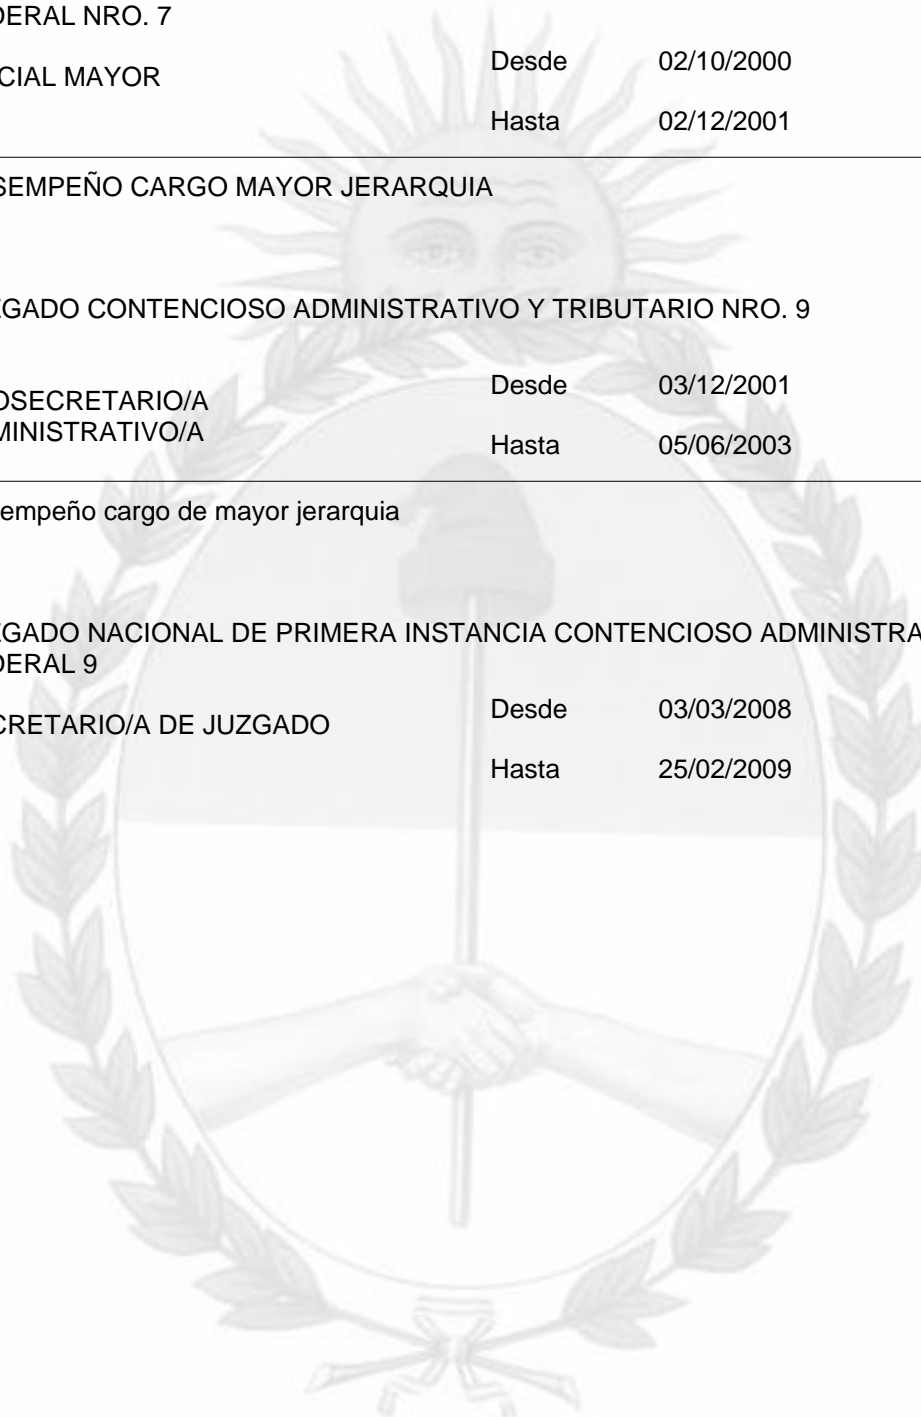 DERAL NRO. 7
CIAL MAYOR
Desde 02/10/2000
Hasta 02/12/2001
SEMPEÑO CARGO MAYOR JERARQUIA
GADO CONTENCIOSO ADMINISTRATIVO Y TRIBUTARIO NRO. 9
OSECRETARIO/A
MINISTRATIVO/A
Desde 03/12/2001
Hasta 05/06/2003
empeño cargo de mayor jerarquia
GADO NACIONAL DE PRIMERA INSTANCIA CONTENCIOSO ADMINISTRA
DERAL 9
CRETARIO/A DE JUZGADO
Desde 03/03/2008
Hasta 25/02/2009